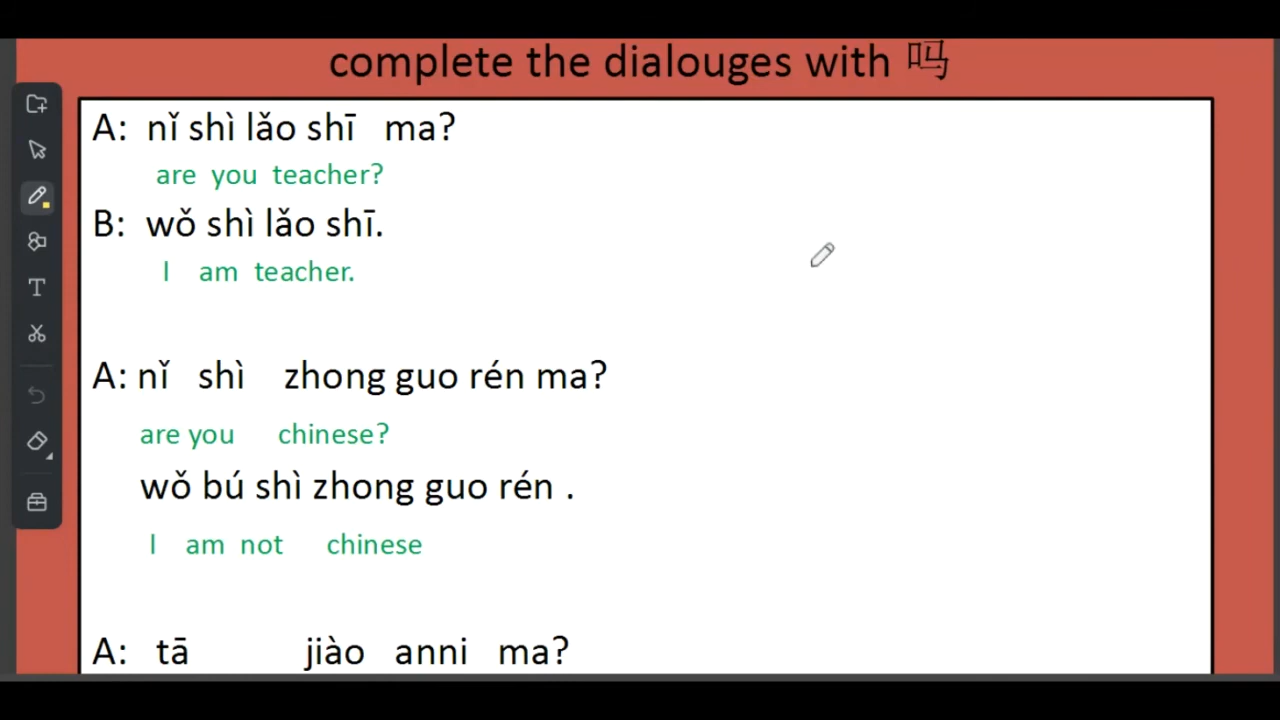 complete the dialouges with 吗
A: nǐ shì lǎo shī ma?
are you teacher?
B: wǒ shì lǎo shī.
I am teacher.
A: nǐ shì zhong guo rén ma?
are you chinese?
wǒ bú shì zhong guo rén .
I am not chinese
A: tā jiào anni ma?
T